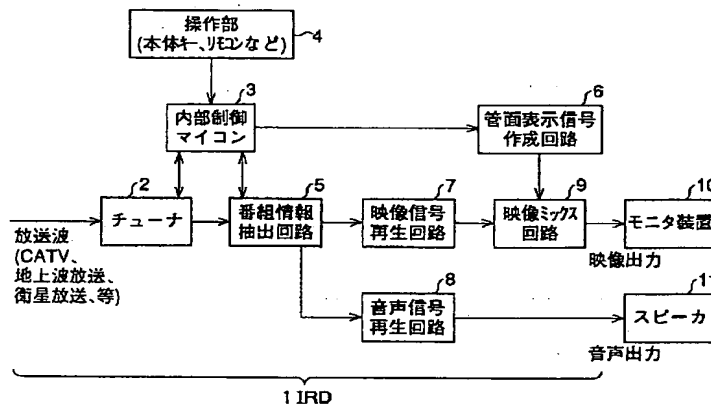 操作部
(本体キー、リモコンなど)
4
3
内部制御
マイコン
6
管面表示信号
作成回路
2
チューナ
5
番組情報
抽出回路
7
映像信号
再生回路
9
映像ミックス
回路
10
モニタ装置
放送波
(CATV、
地上波放送、
衛星放送、等)
映像出力
8
音声信号
再生回路
11
スピーカ
音声出力
1 IRD